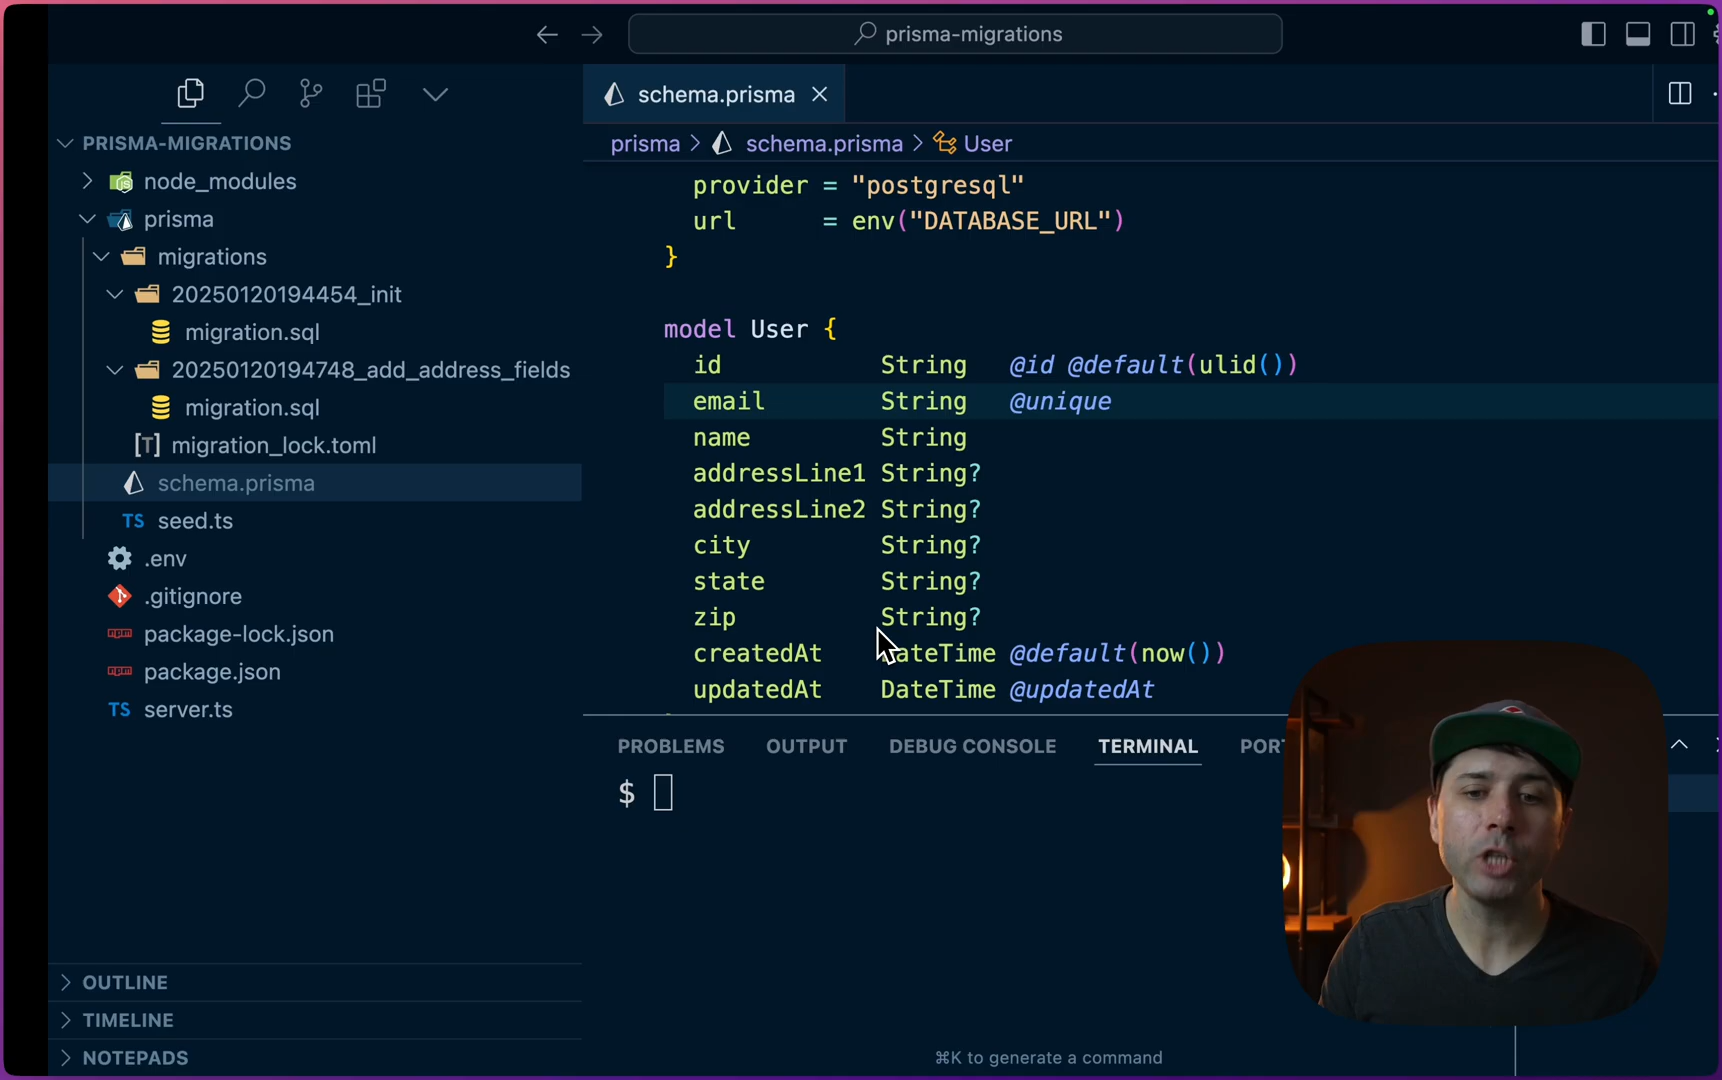 prisma-migrations
PRISMA-MIGRATIONS
node_modules
prisma
migrations
20250120194454_init
migration.sql
20250120194748_add_address_fields
migration.sql
[T] migration_lock.toml
schema.prisma
TS seed.ts
.env
.gitignore
package-lock.json
package.json
TS server.ts
OUTLINE
TIMELINE
NOTEPADS
schema.prisma
prisma > schema.prisma > User
provider = "postgresql"
url = env("DATABASE_URL")
}
model User {
id String @id @default(ulid())
email String @unique
name String
addressLine1 String?
addressLine2 String?
city String?
state String?
zip String?
createdAt DateTime @default(now())
updatedAt DateTime @updatedAt
PROBLEMS OUTPUT DEBUG CONSOLE TERMINAL
$
⌘K to generate a command